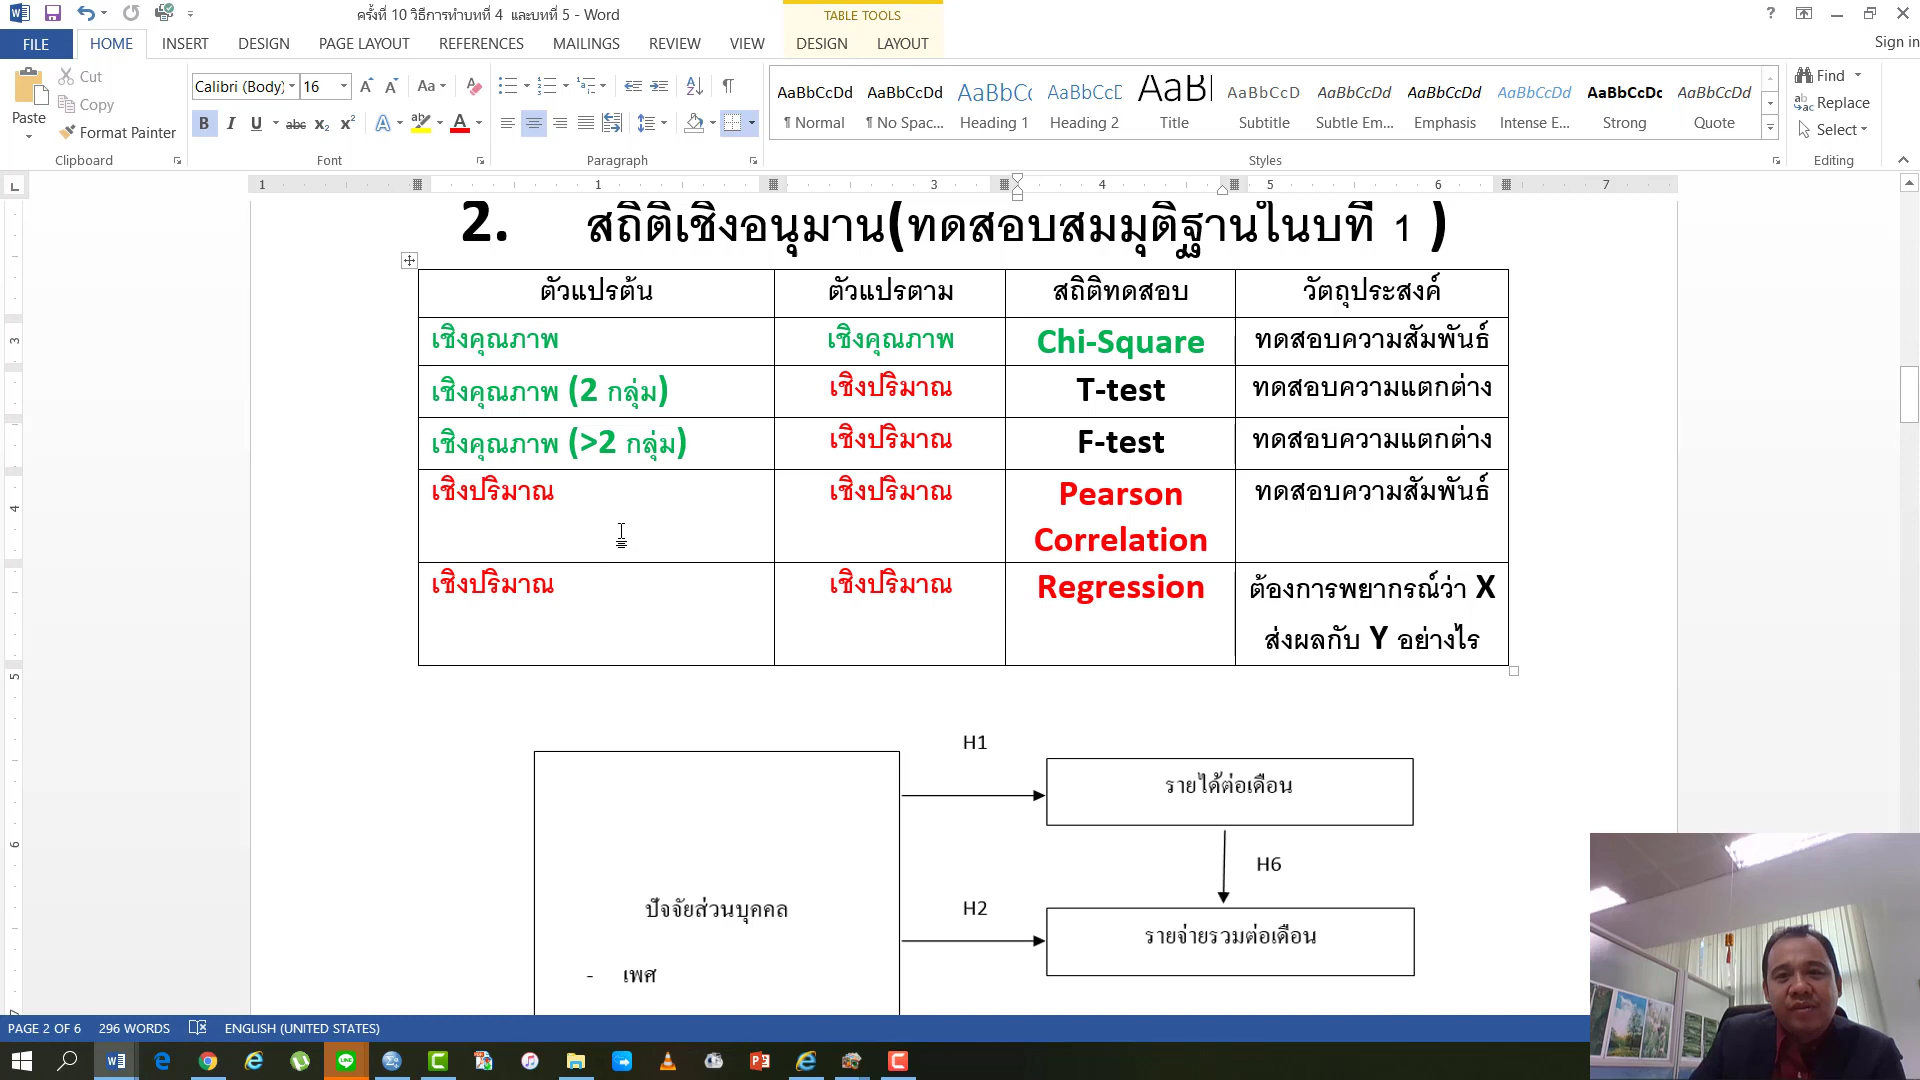 ครั้งที่ 10 วิธีการทำบทที่ 4 และบทที่ 5 - Word
TABLE TOOLS
FILE HOME INSERT DESIGN PAGE LAYOUT REFERENCES MAILINGS REVIEW VIEW DESIGN LAYOUT
Sign in
Paste
Cut
Copy
Format Painter
Clipboard
Calibri (Body) 16
Font
Paragraph
AaBbCcDd AaBbCcDd AaBbCc AaBbCcD AaBl AaBbCcD AaBbCcDd AaBbCcDd AaBbCcDd AaBbCcDc AaBbCcDd
¶ Normal ¶ No Spac... Heading 1 Heading 2 Title Subtitle Subtle Em... Emphasis Intense E... Strong Quote
Styles
Find
Replace
Select
Editing
1 1 3 4 5 6 7
2. สถิติเชิงอนุมาน(ทดสอบสมมุติฐานในบที่ 1 )
ตัวแปรต้น ตัวแปรตาม สถิติทดสอบ วัตถุประสงค์
เชิงคุณภาพ เชิงคุณภาพ Chi-Square ทดสอบความสัมพันธ์
เชิงคุณภาพ (2 กลุ่ม) เชิงปริมาณ T-test ทดสอบความแตกต่าง
เชิงคุณภาพ (>2 กลุ่ม) เชิงปริมาณ F-test ทดสอบความแตกต่าง
เชิงปริมาณ เชิงปริมาณ Pearson ทดสอบความสัมพันธ์
Correlation
เชิงปริมาณ เชิงปริมาณ Regression ต้องการพยากรณ์ว่า X
ส่งผลกับ Y อย่างไร
H1
รายได้ต่อเดือน
H6
ปัจจัยส่วนบุคคล
H2
รายจ่ายรวมต่อเดือน
- เพศ
3
4
5
6
PAGE 2 OF 6 296 WORDS ENGLISH (UNITED STATES)